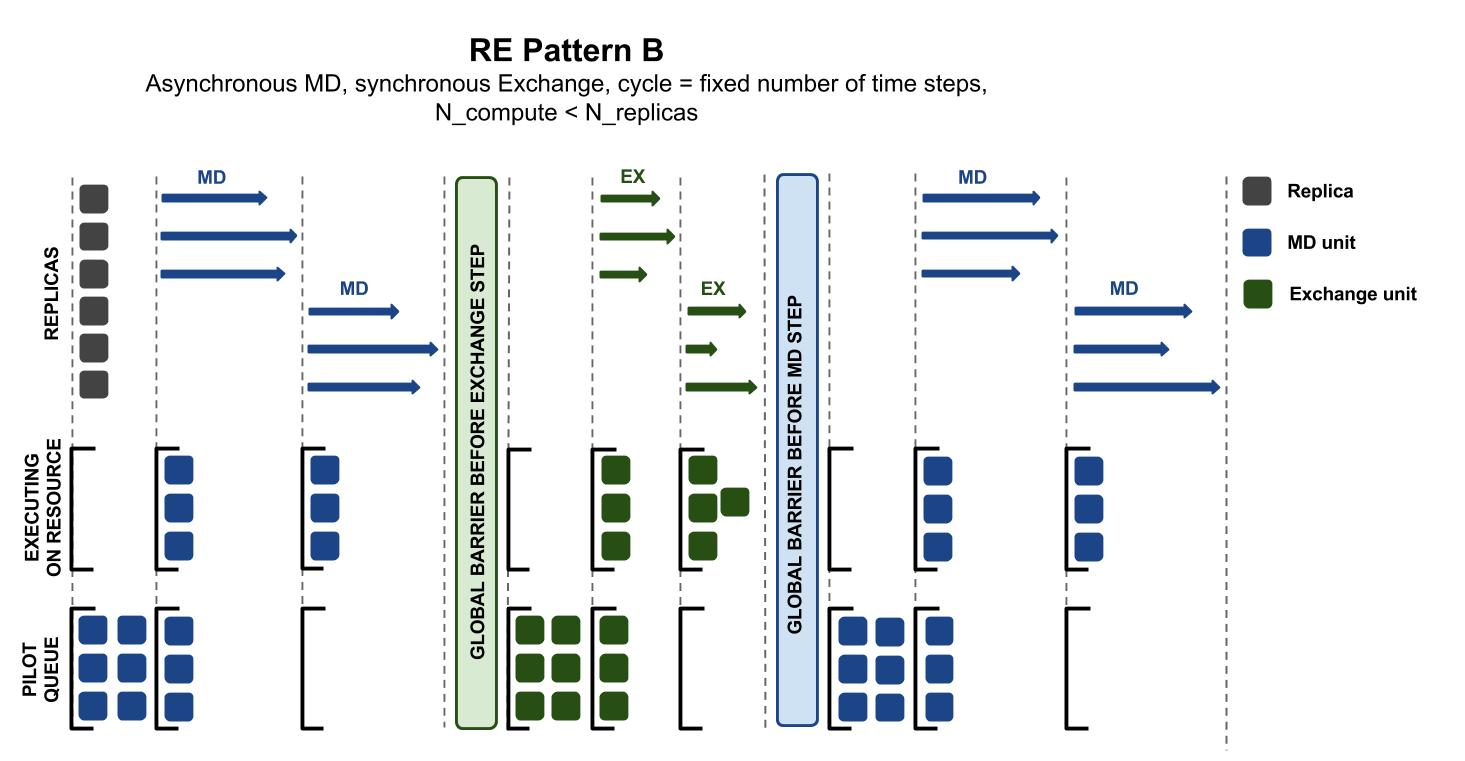 RE Pattern B
Asynchronous MD, synchronous Exchange, cycle = fixed number of time steps,
N_compute < N_replicas
MD
EX
MD
Replica
MD unit
Exchange unit
MD
EX
MD
REPLICAS
EXECUTING
ON RESOURCE
PILOT
QUEUE
GLOBAL BARRIER BEFORE EXCHANGE STEP
GLOBAL BARRIER BEFORE MD STEP